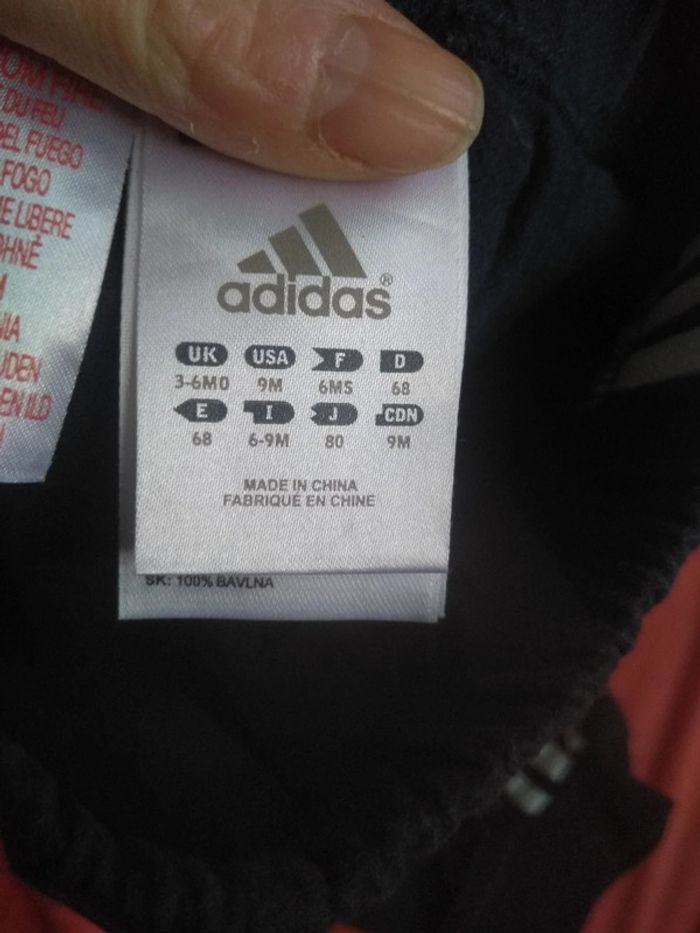 DU FEU
FUEGO
FOGO
LIBERE
adidas®
UK USA F D
3-6MO 9M 6MS 68
E I J CDN
68 6-9M 80 9M
MADE IN CHINA
FABRIQUÉ EN CHINE
SK: 100% BAVLNA